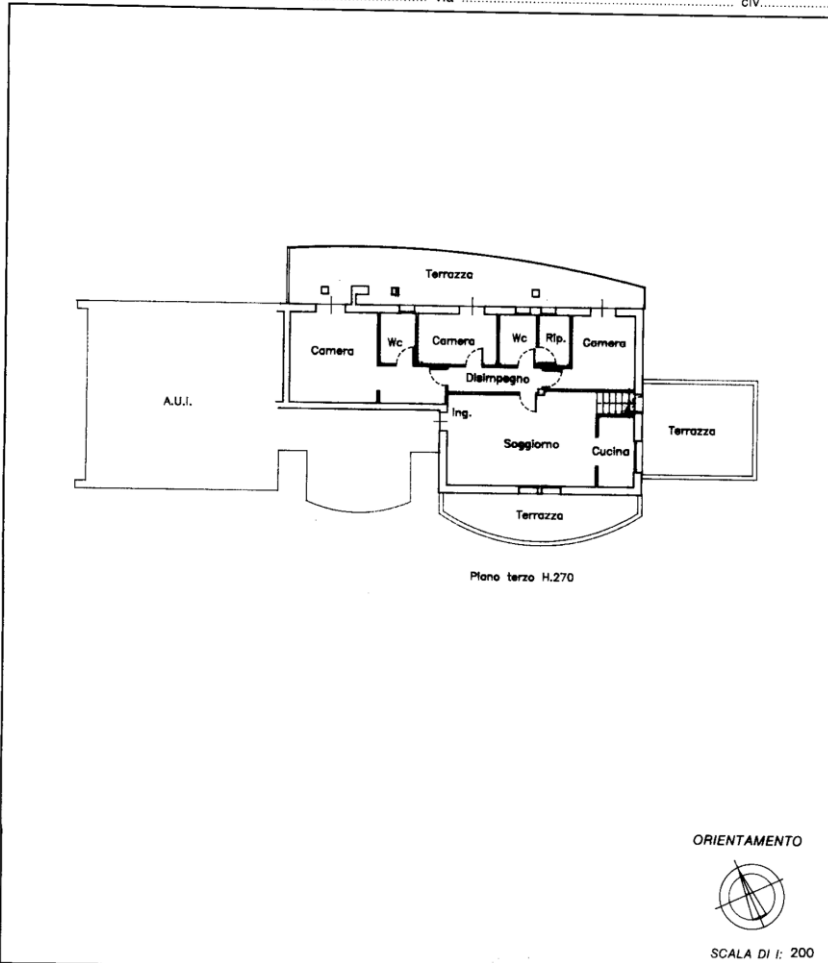 via .......... civ..........
Terrazza
Camera
Wc
Camera
Wc
Rip.
Camera
Disimpegno
A.U.I.
Ing.
Soggiorno
Cucina
Terrazza
Terrazza
Piano terzo H.270
ORIENTAMENTO
SCALA DI I: 200